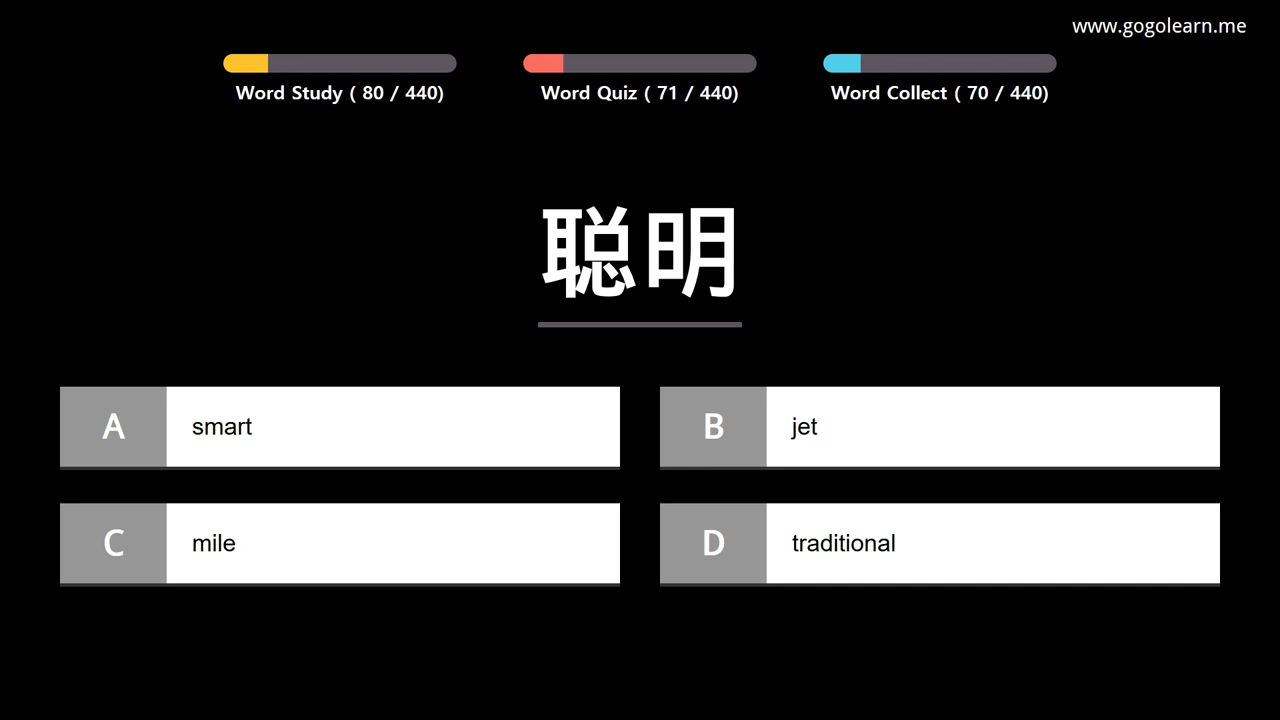 www.gogolearn.me
Word Study ( 80 / 440)
Word Quiz ( 71 / 440)
Word Collect ( 70 / 440)
聪明
A smart
B jet
C mile
D traditional